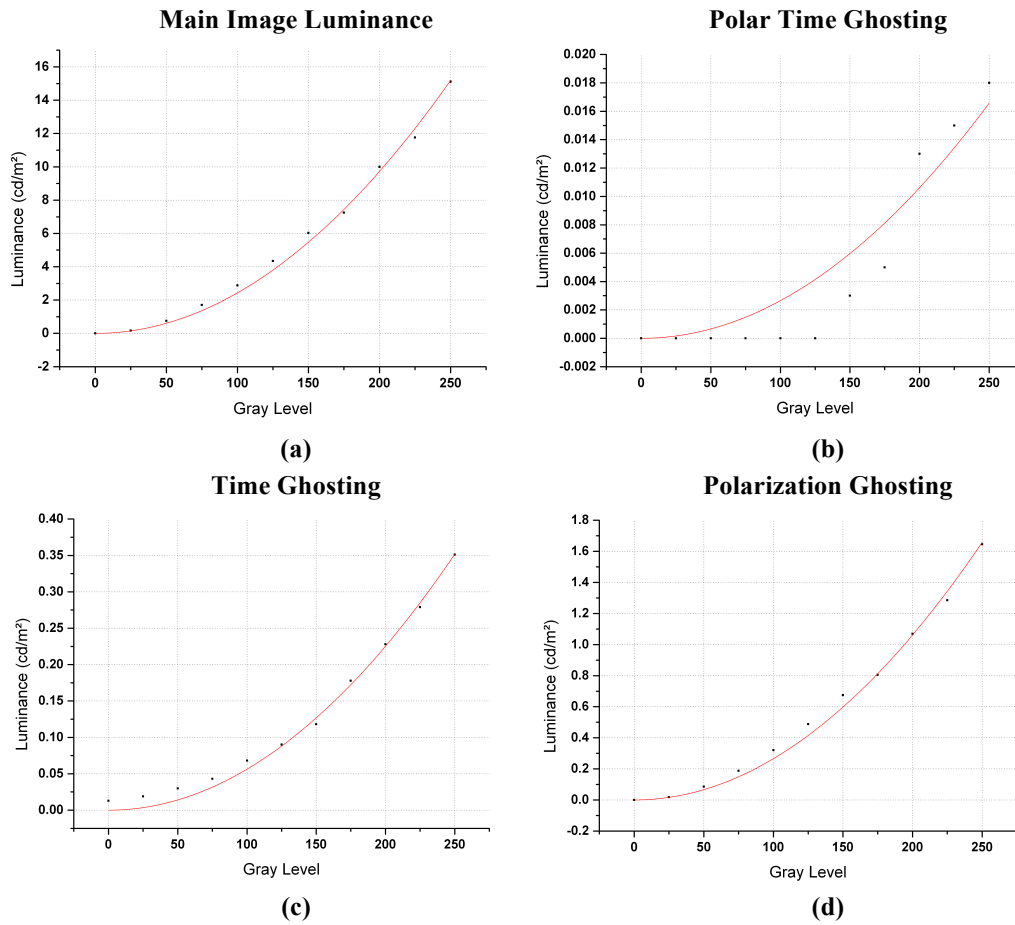 Main Image Luminance
16
14
12
10
8
6
4
2
0
-2
Luminance (cd/m²)
0 50 100 150 200 250
Gray Level
(a)
Polar Time Ghosting
0.020
0.018
0.016
0.014
0.012
0.010
0.008
0.006
0.004
0.002
0.000
-0.002
Luminance (cd/m²)
0 50 100 150 200 250
Gray Level
(b)
Time Ghosting
0.40
0.35
0.30
0.25
0.20
0.15
0.10
0.05
0.00
Luminance (cd/m²)
0 50 100 150 200 250
Gray Level
(c)
Polarization Ghosting
1.8
1.6
1.4
1.2
1.0
0.8
0.6
0.4
0.2
0.0
-0.2
Luminance (cd/m²)
0 50 100 150 200 250
Gray Level
(d)